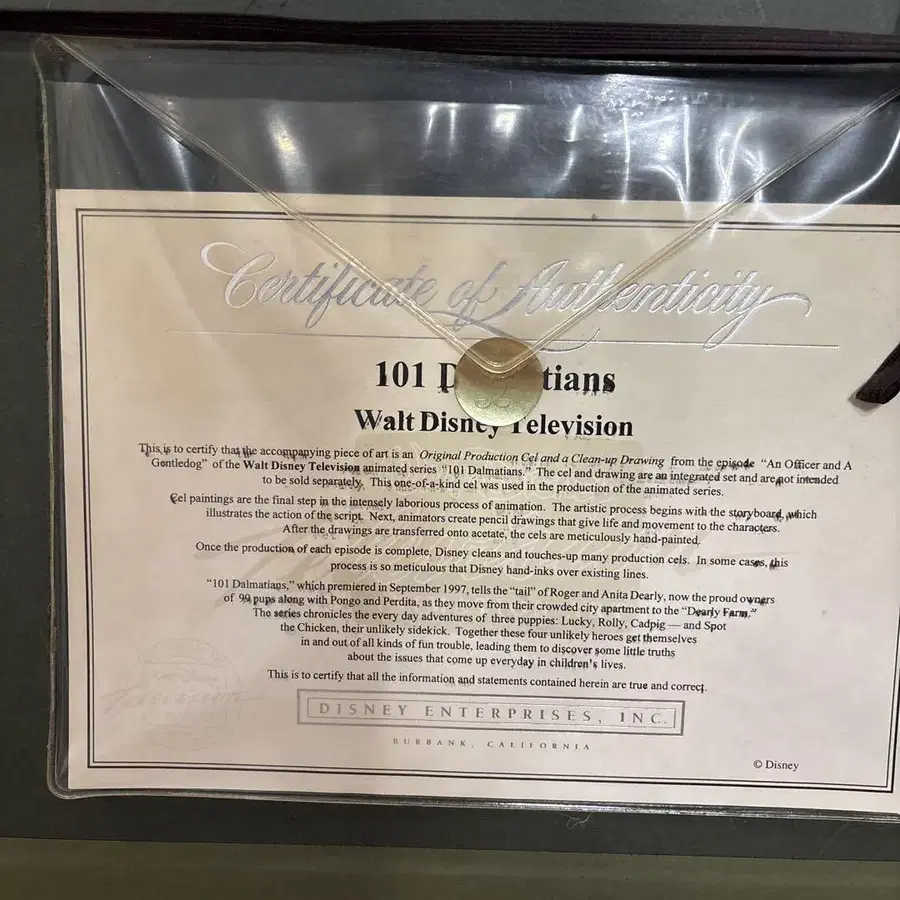 Certificate of Authenticity
101 D tians
Walt Disney Television
This is to certify that the accompanying piece of art is an Original Production Cel and a Clean-up Drawing from the episode “An Officer and A
Gentledog” of the Walt Disney Television animated series “101 Dalmatians.” The cel and drawing are an integrated set and are not intended
to be sold separately. This one-of-a-kind cel was used in the production of the animated series.
Cel paintings are the final step in the intensely laborious process of animation. The artistic process begins with the storyboard, which
illustrates the action of the script. Next, animators create pencil drawings that give life and movement to the characters.
After the drawings are transferred onto acetate, the cels are meticulously hand-painted.
Once the production of each episode is complete, Disney cleans and touches-up many production cels. In some cases, this
process is so meticulous that Disney hand-inks over existing lines.
“101 Dalmatians,” which premiered in September 1997, tells the “tail” of Roger and Anita Dearly, now the proud owners
of 99 pups along with Pongo and Perdita, as they move from their crowded city apartment to the “Dearly Farm.”
The series chronicles the every day adventures of three puppies: Lucky, Rolly, Cadpig — and Spot
the Chicken, their unlikely sidekick. Together these four unlikely heroes get themselves
in and out of all kinds of fun trouble, leading them to discover some little truths
about the issues that come up everyday in children's lives.
This is to certify that all the information and statements contained herein are true and correct.
DISNEY ENTERPRISES, INC.
BURBANK, CALIFORNIA
© Disney